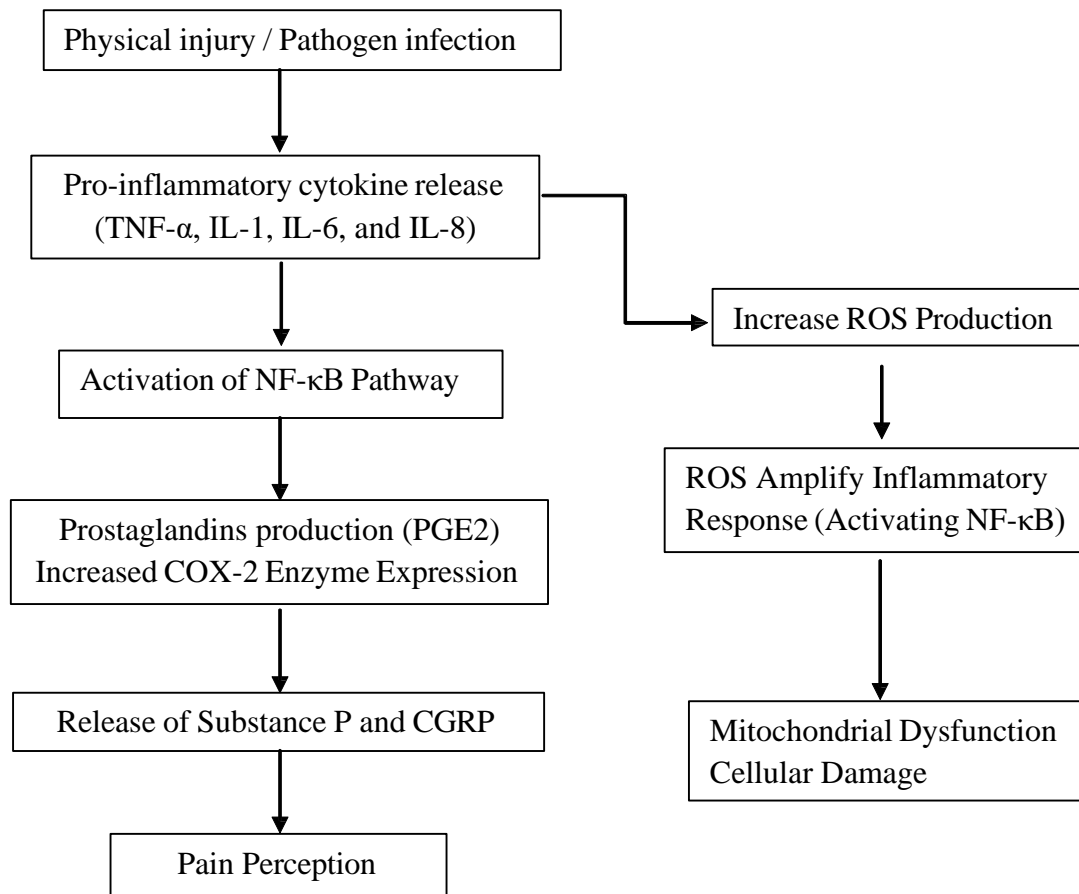 Physical injury / Pathogen infection
Pro-inflammatory cytokine release
(TNF-α, IL-1, IL-6, and IL-8)
Increase ROS Production
Activation of NF-κB Pathway
ROS Amplify Inflammatory
Response (Activating NF-κB)
Prostaglandins production (PGE2)
Increased COX-2 Enzyme Expression
Release of Substance P and CGRP
Mitochondrial Dysfunction
Cellular Damage
Pain Perception